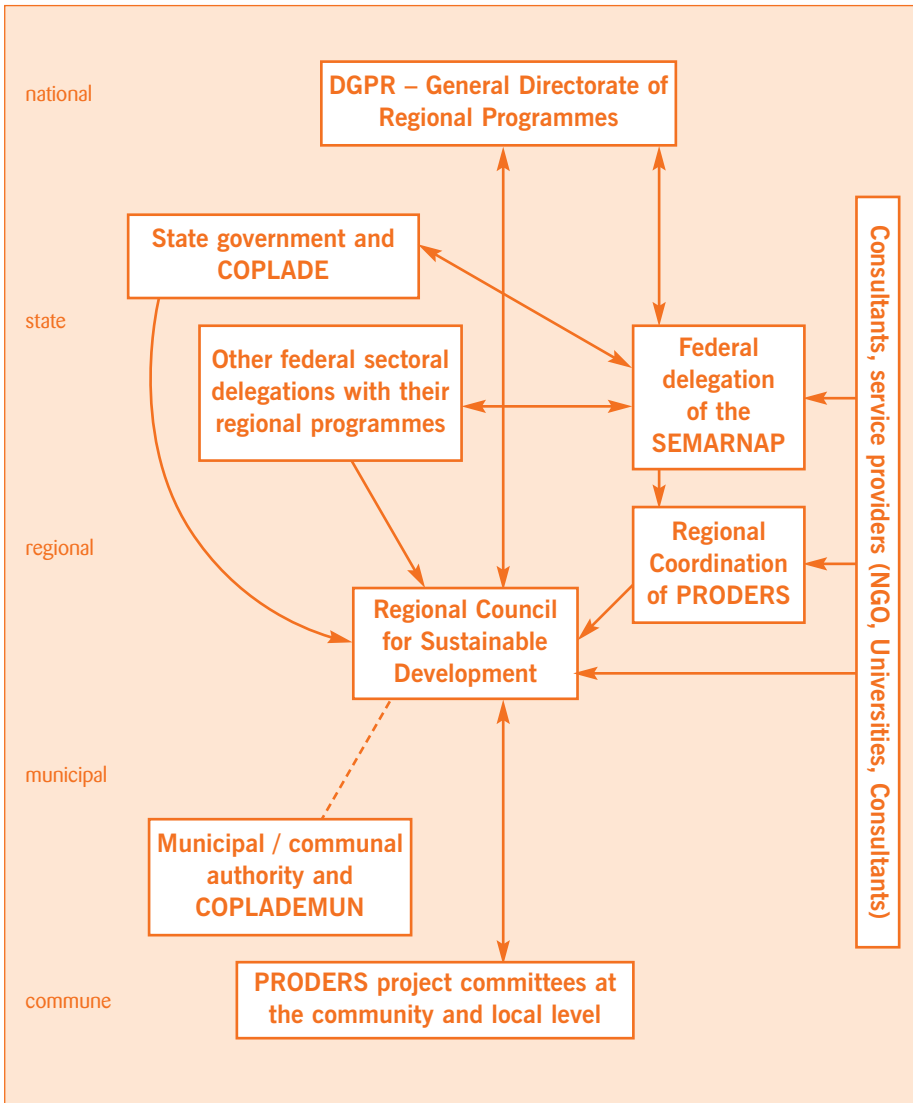 national
DGPR – General Directorate of
Regional Programmes
State government and
COPLADE
state
Other federal sectoral
delegations with their
regional programmes
Federal
delegation
of the
SEMARNAP
Consultants, service providers (NGO, Universities, Consultants)
regional
Regional
Coordination
of PRODERS
Regional Council
for Sustainable
Development
municipal
Municipal / communal
authority and
COPLADEMUN
commune
PRODERS project committees at
the community and local level